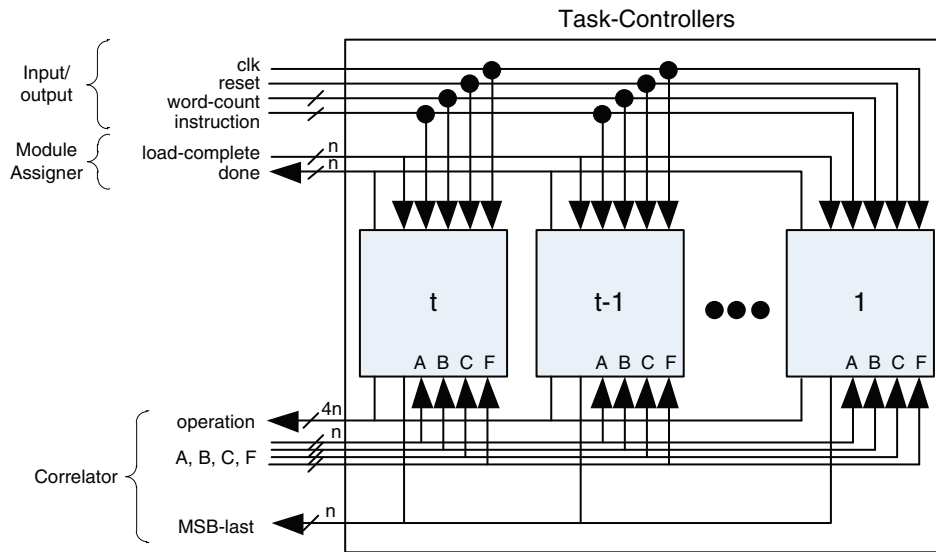 Task-Controllers
Input/
output
clk
reset
word-count
instruction
Module
Assigner
load-complete
n
done
n
t
t-1
1
A B C F
A B C F
A B C F
Correlator
operation
4n
n
A, B, C, F
MSB-last
n